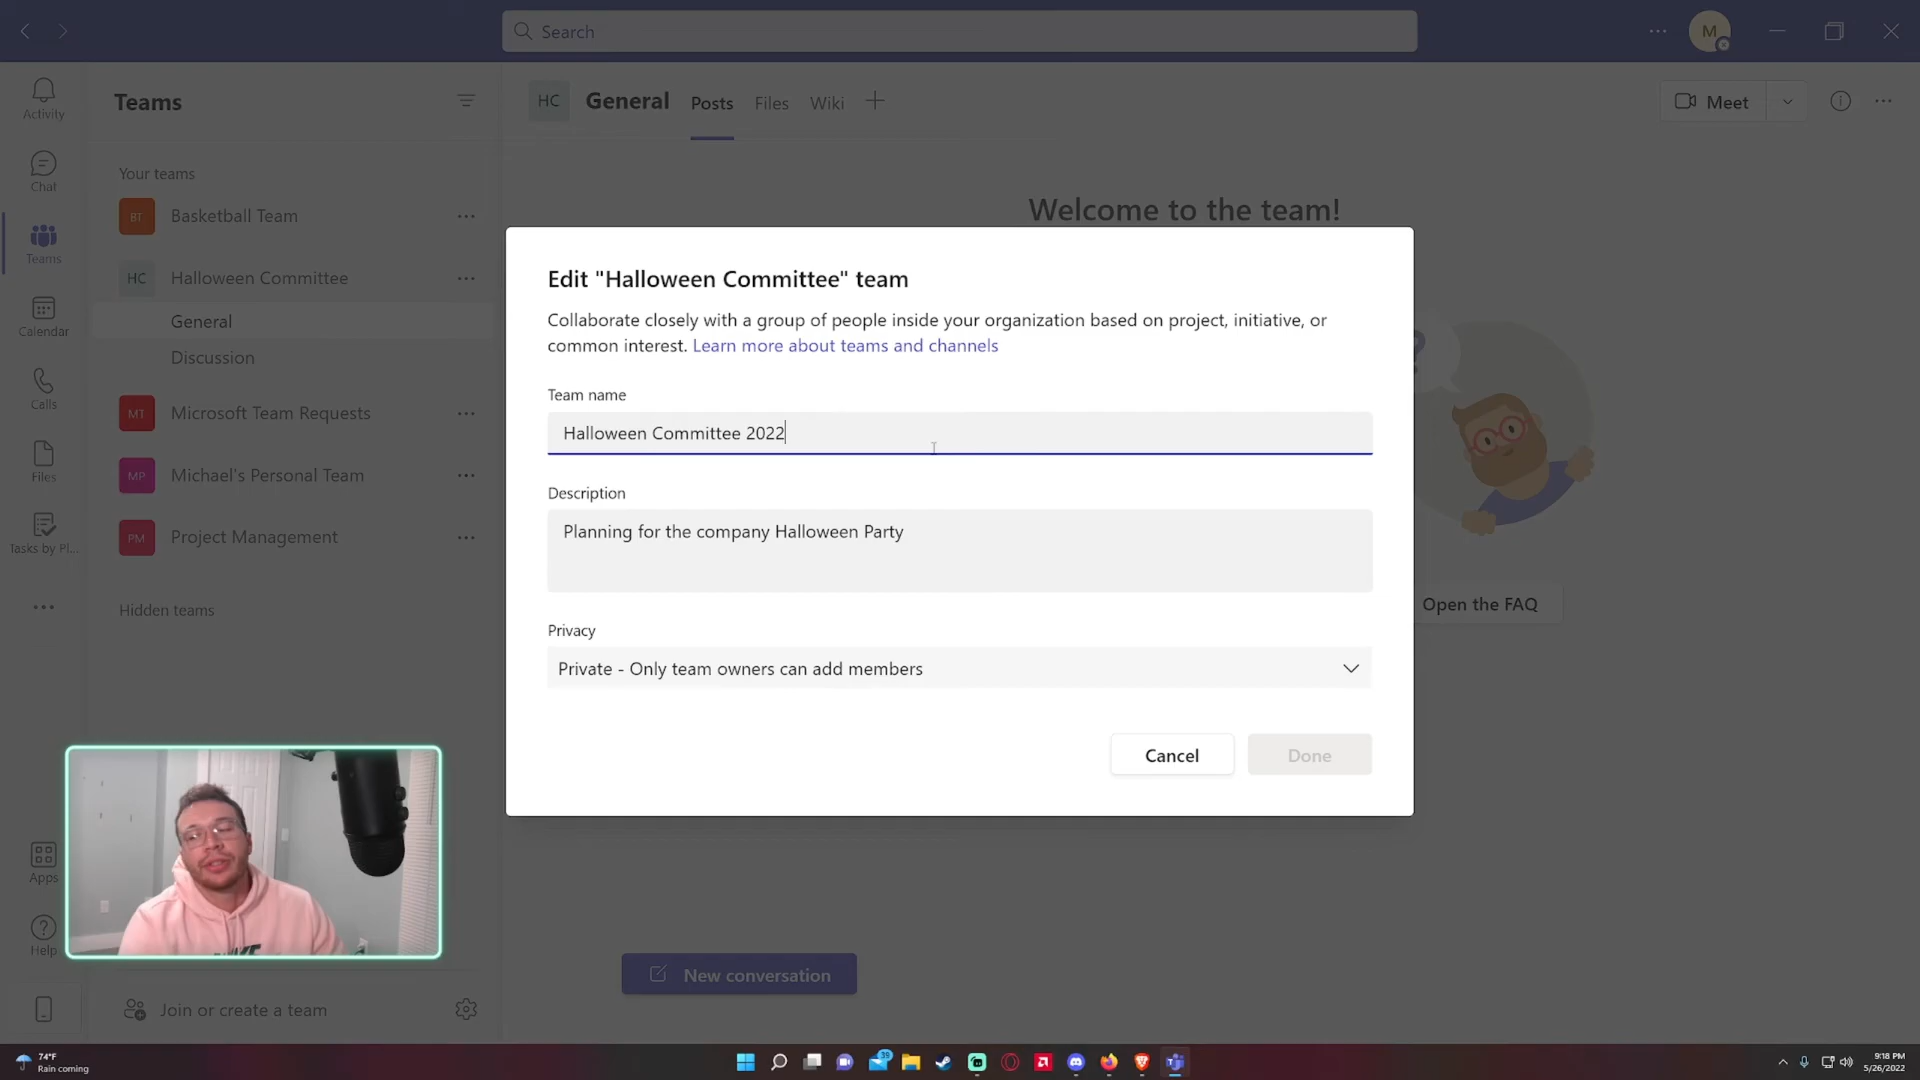 Search
M
Activity
Chat
Teams
Calendar
Calls
Files
Tasks by Pl...
Apps
Help
Teams
Your teams
BT Basketball Team
HC Halloween Committee
General
Discussion
MT Microsoft Team Requests
MP Michael's Personal Team
PM Project Management
Hidden teams
Join or create a team
HC General Posts Files Wiki
Meet
Welcome to the team!
Edit "Halloween Committee" team
Collaborate closely with a group of people inside your organization based on project, initiative, or
common interest. Learn more about teams and channels
Team name
Halloween Committee 2022
Description
Planning for the company Halloween Party
Privacy
Private - Only team owners can add members
Cancel Done
Open the FAQ
New conversation
74°F
Rain coming
39
9:18 PM
5/26/2022